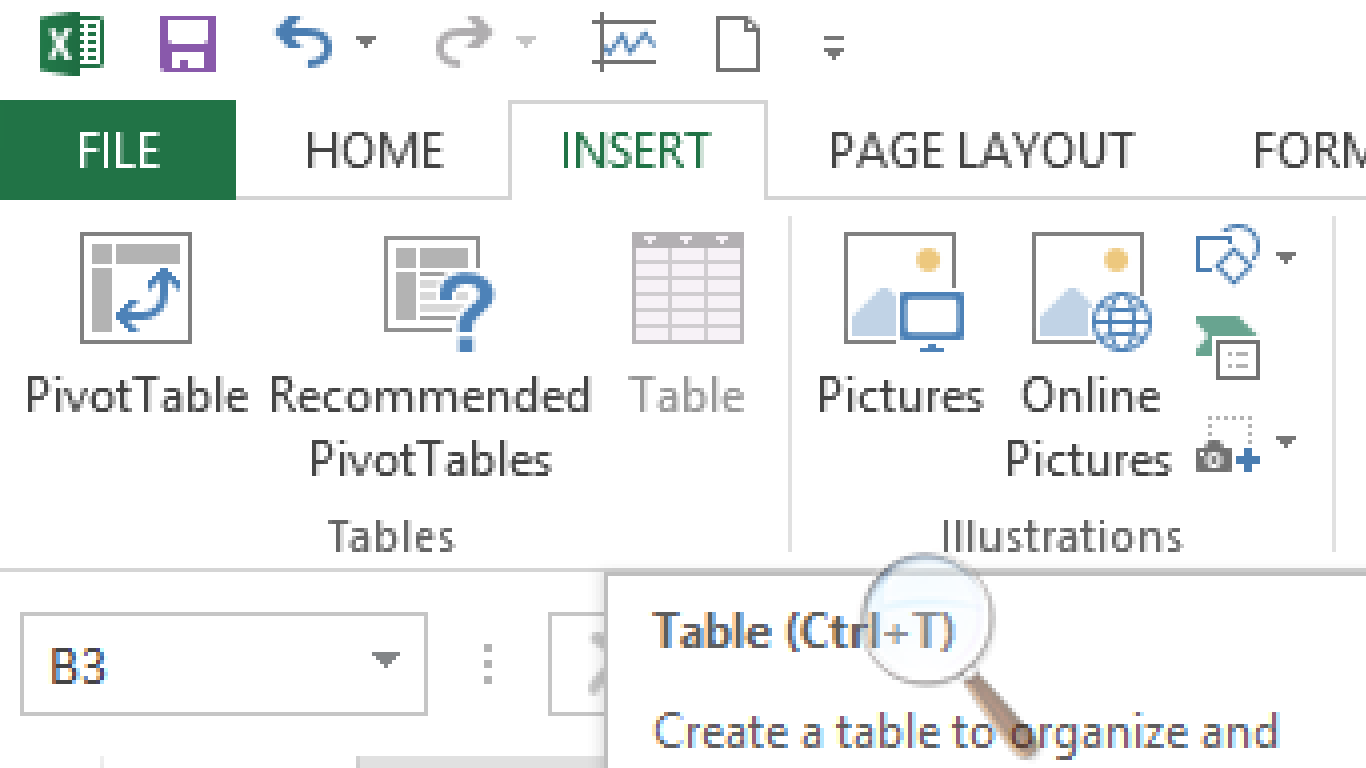 FILE HOME INSERT PAGE LAYOUT FORM
PivotTable Recommended PivotTables Table Pictures Online Pictures
Tables Illustrations
B3
Table (Ctrl+T)
Create a table to organize and